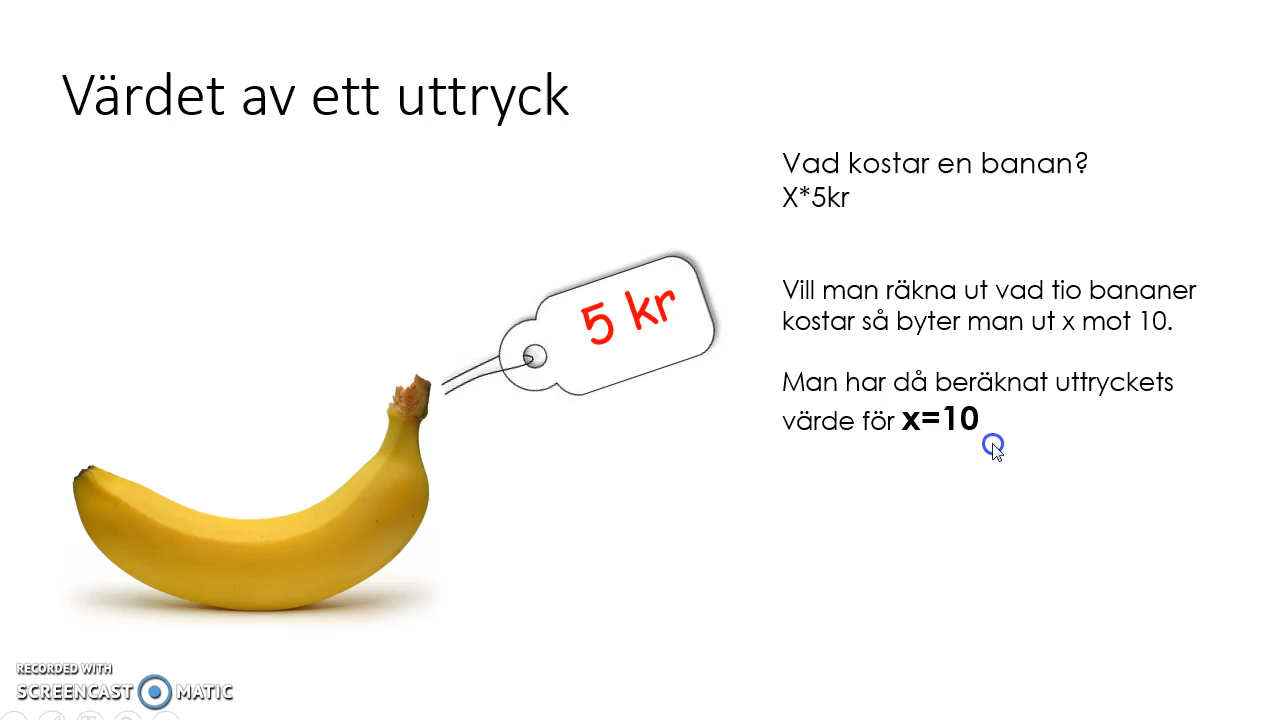 Värdet av ett uttryck
Vad kostar en banan?
X*5kr
5 kr
Vill man räkna ut vad tio bananer
kostar så byter man ut x mot 10.
Man har då beräknat uttryckets
värde för x=10
RECORDED WITH
SCREENCAST MATIC